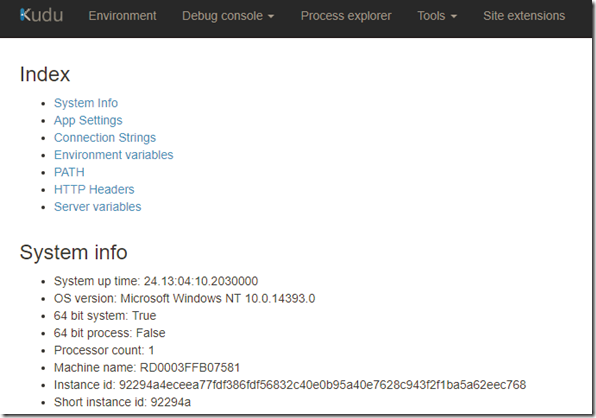 Kudu Environment Debug console Process explorer Tools Site extensions
Index
System Info
App Settings
Connection Strings
Environment variables
PATH
HTTP Headers
Server variables
System info
System up time: 24.13:04:10.2030000
OS version: Microsoft Windows NT 10.0.14393.0
64 bit system: True
64 bit process: False
Processor count: 1
Machine name: RD0003FFB07581
Instance id: 92294a4eceea77fdf386fdf56832c40e0b95a40e7628c943f2f1ba5a62eec768
Short instance id: 92294a